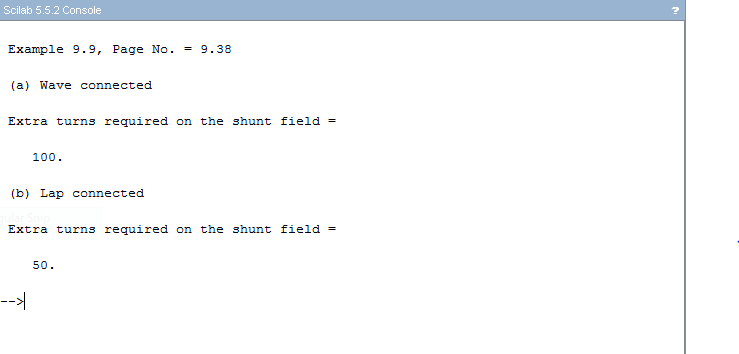 Scilab 5.5.2 Console
?
Example 9.9, Page No. = 9.38
(a) Wave connected
Extra turns required on the shunt field =
100.
(b) Lap connected
Extra turns required on the shunt field =
50.
-->